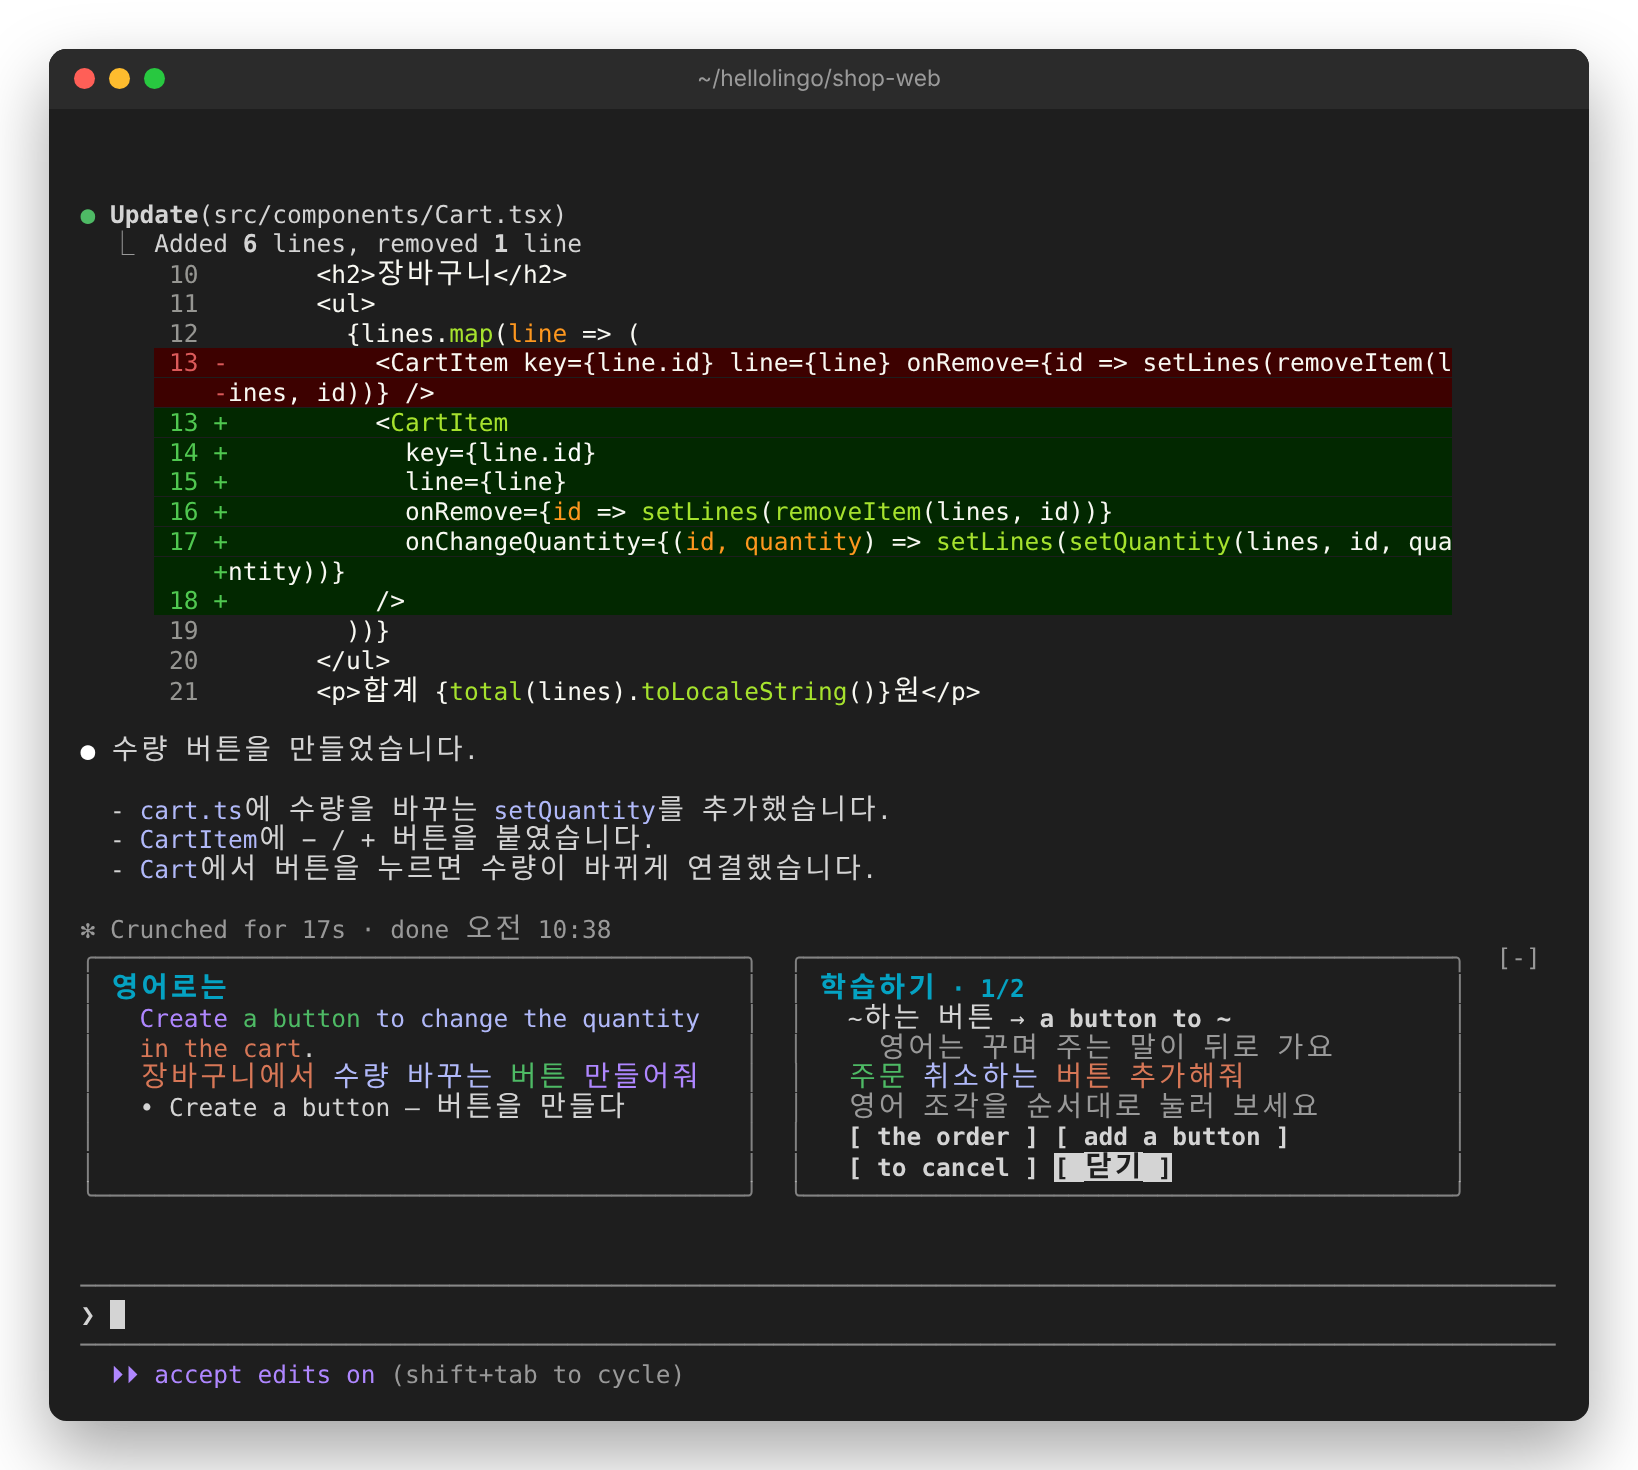 ~/hellolingo/shop-web
● Update(src/components/Cart.tsx)
⎿ Added 6 lines, removed 1 line
10 <h2>장바구니</h2>
11 <ul>
12 {lines.map(line => (
13 - <CartItem key={line.id} line={line} onRemove={id => setLines(removeItem(l
-ines, id))} />
13 + <CartItem
14 + key={line.id}
15 + line={line}
16 + onRemove={id => setLines(removeItem(lines, id))}
17 + onChangeQuantity={(id, quantity) => setLines(setQuantity(lines, id, qua
+ntity))}
18 + />
19 ))}
20 </ul>
21 <p>합계 {total(lines).toLocaleString()}원</p>
● 수량 버튼을 만들었습니다.
- cart.ts에 수량을 바꾸는 setQuantity를 추가했습니다.
- CartItem에 − / + 버튼을 붙였습니다.
- Cart에서 버튼을 누르면 수량이 바뀌게 연결했습니다.
✻ Crunched for 17s · done 오전 10:38
[-]
영어로는
Create a button to change the quantity
in the cart.
장바구니에서 수량 바꾸는 버튼 만들어줘
• Create a button — 버튼을 만들다
학습하기 · 1/2
~하는 버튼 → a button to ~
영어는 꾸며 주는 말이 뒤로 가요
주문 취소하는 버튼 추가해줘
영어 조각을 순서대로 눌러 보세요
[ the order ] [ add a button ]
[ to cancel ] [ 닫기 ]
❯
⏵⏵ accept edits on (shift+tab to cycle)